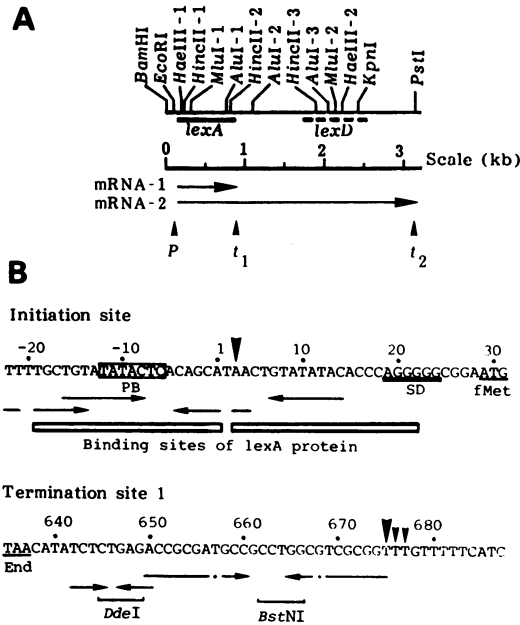 A
BamHI
EcoRI
HaeIII-1
HincII-1
MluI-1
AluI-1
HincII-2
AluI-2
HincII-3
AluI-3
MluI-2
HaeIII-2
KpnI
PstI
lexA lexD
0 1 2 3 Scale (kb)
mRNA-1
mRNA-2
P t1 t2
B
Initiation site
-20 -10 1 10 20 30
TTTTGCTGTATATACTCACAGCATAACTGTATATACACCCAGGGGGCGGAATG
PB SD fMet
Binding sites of lexA protein
Termination site 1
640 650 660 670 680
TAACATATCTCTGAGACCGCGATGCCGCCTGGCGTCGCGGTTTGTTTTTCATC
End
DdeI BstNI